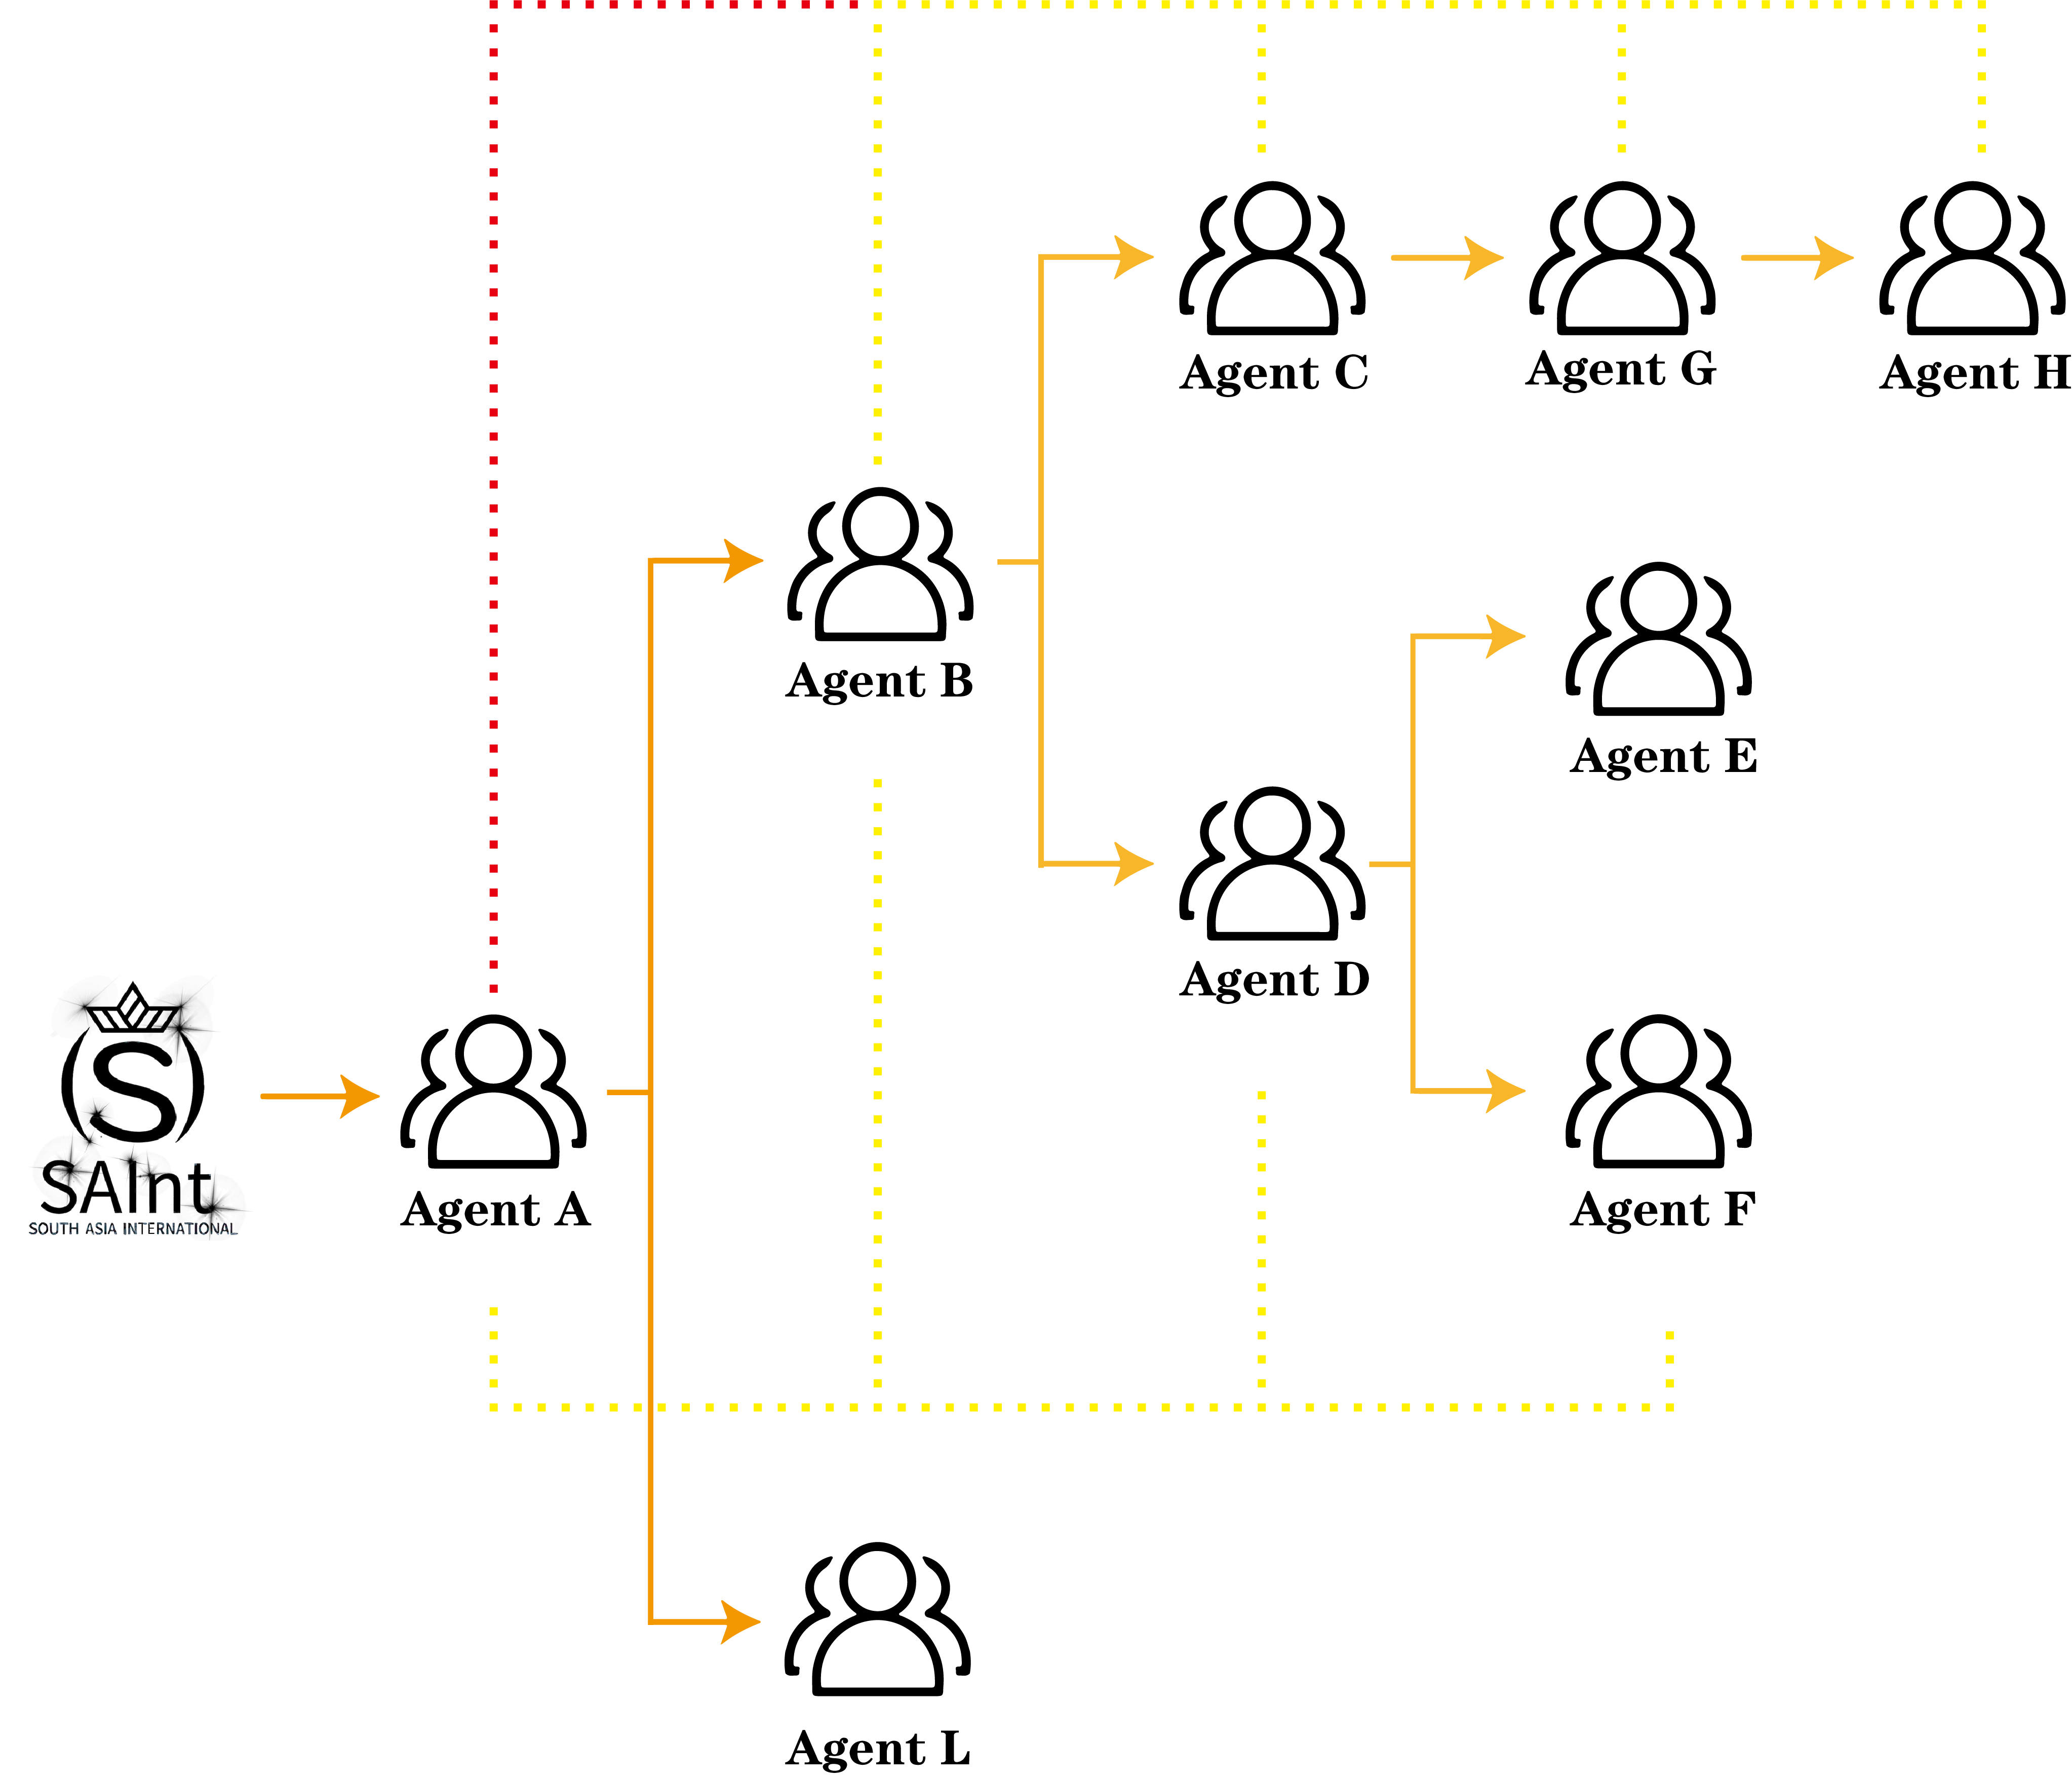 Agent C
Agent G
Agent H
Agent B
Agent E
Agent D
S
SAInt
SOUTH ASIA INTERNATIONAL
Agent A
Agent F
Agent L